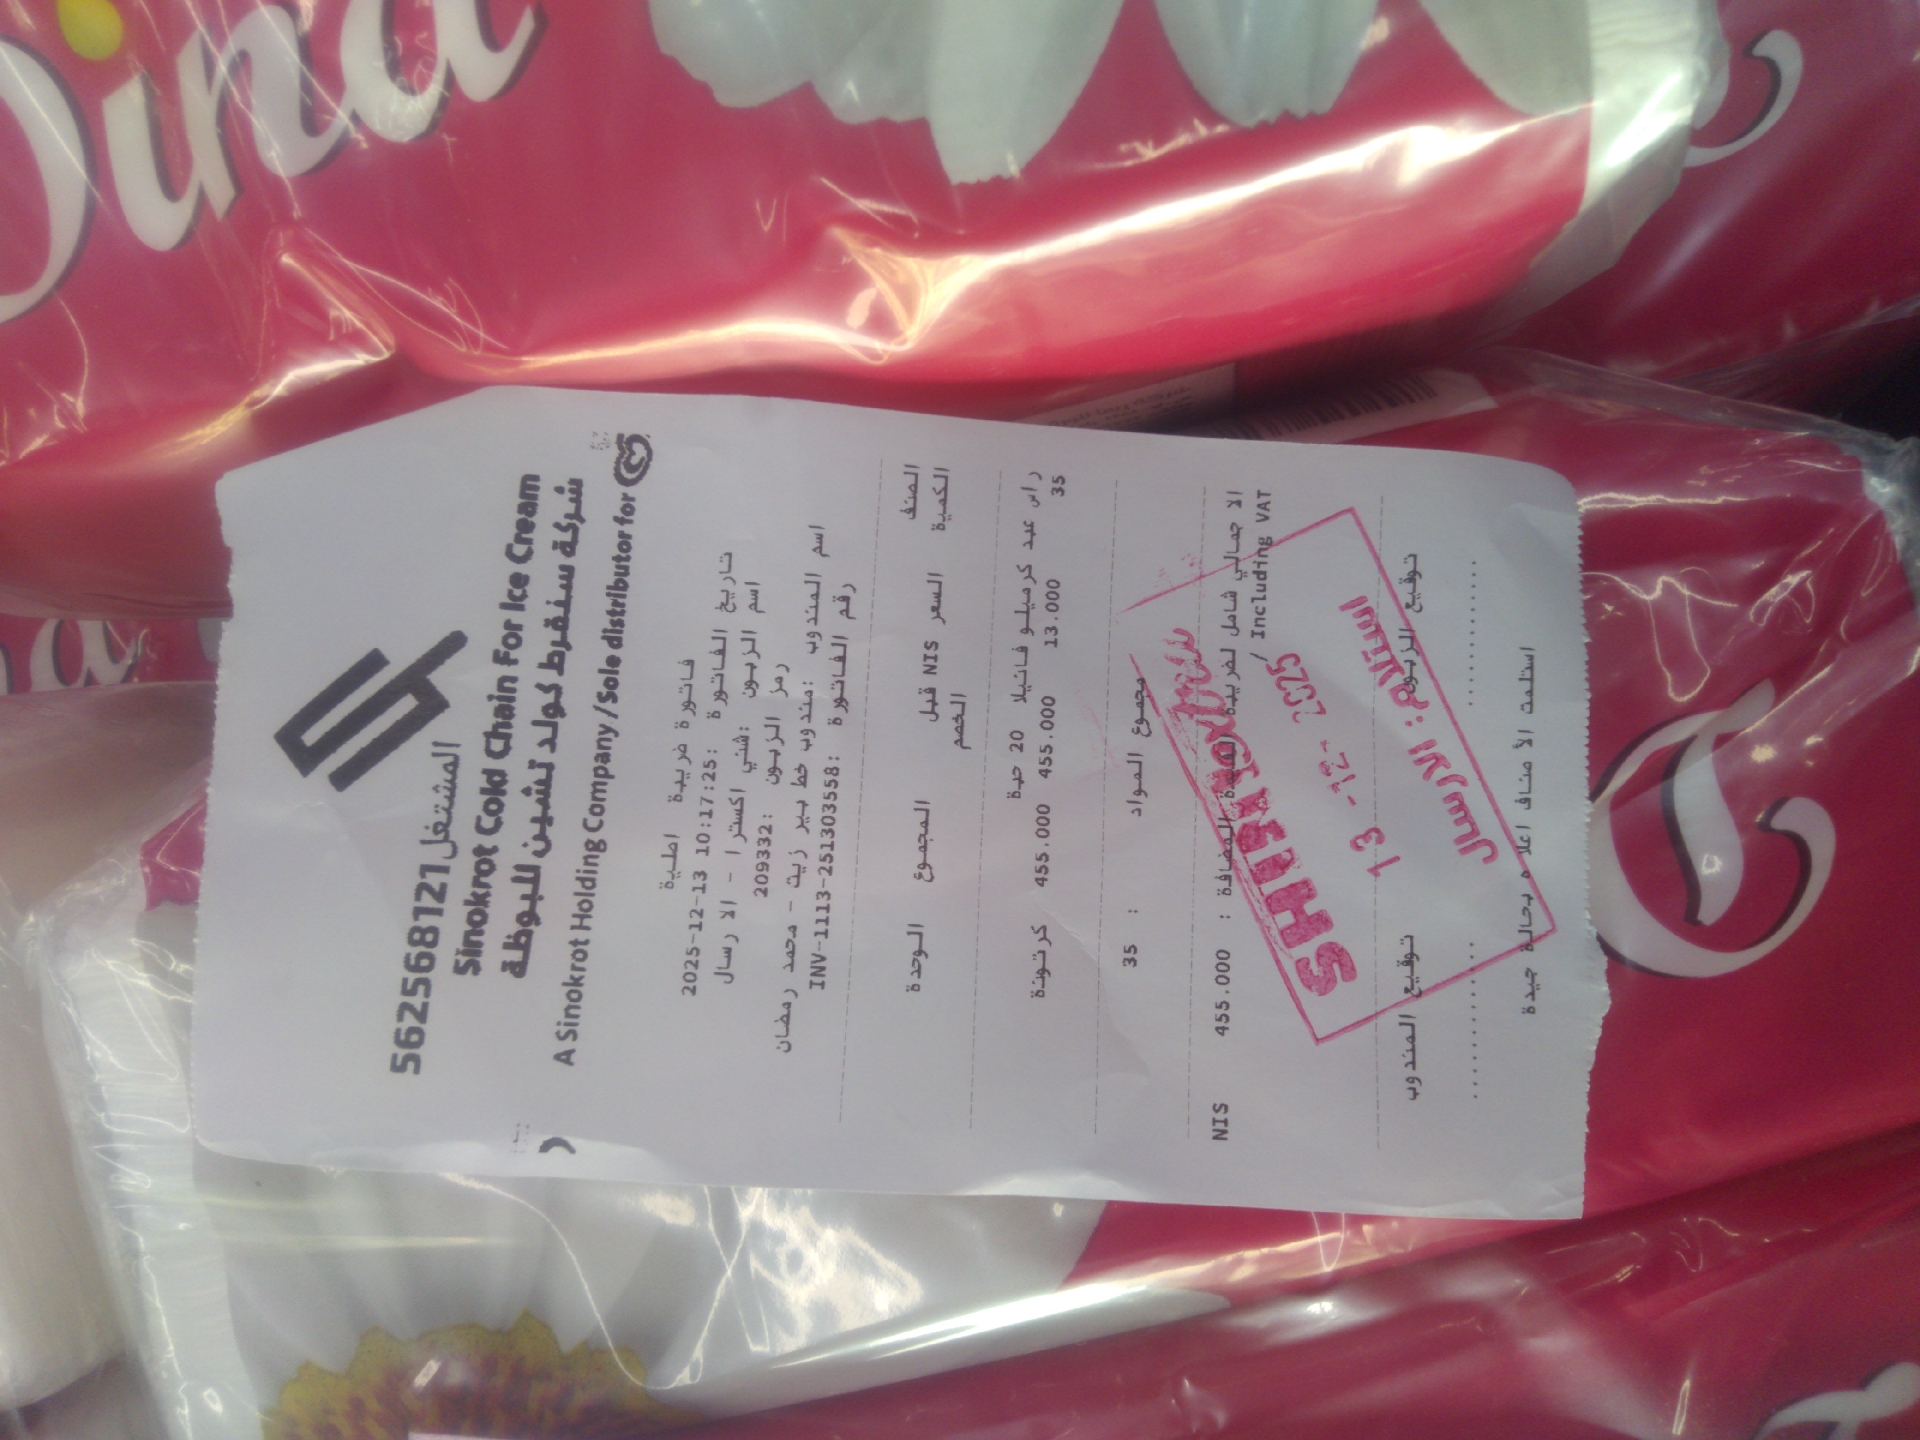 المشتغل 562568121
Sinokrot Cold Chain For Ice Cream
شركة سنقرط كولد تشين للبوظة
A Sinokrot Holding Company / Sole distributor for
فاتورة ضريبة اصلية
تاريخ الفاتورة :2025-12-13 10:17:25
اسم الزبون :شني اكسترا - الارسال
رمز الزبون :209332
اسم المندوب :مندوب خط بير زيت - محمد رمضان
رقم الفاتورة :INV-1113-251303558
الصنف
الكمية السعر NIS قبل الخصم المجموع الوحدة
راس عبد كرميلو فانيلا 20 حبة
35 13.000 455.000 455.000 كرتونة
مجموع المواد : 35
الاجمالي شامل لضريبة القيمة المضافة : 455.000 NIS
/ Including VAT
SHINI
13 -12- 2025
استلام: الارسال
توقيع الزبون توقيع المندوب
استلمت الأصناف اعلاه بحالة جيدة
Dina